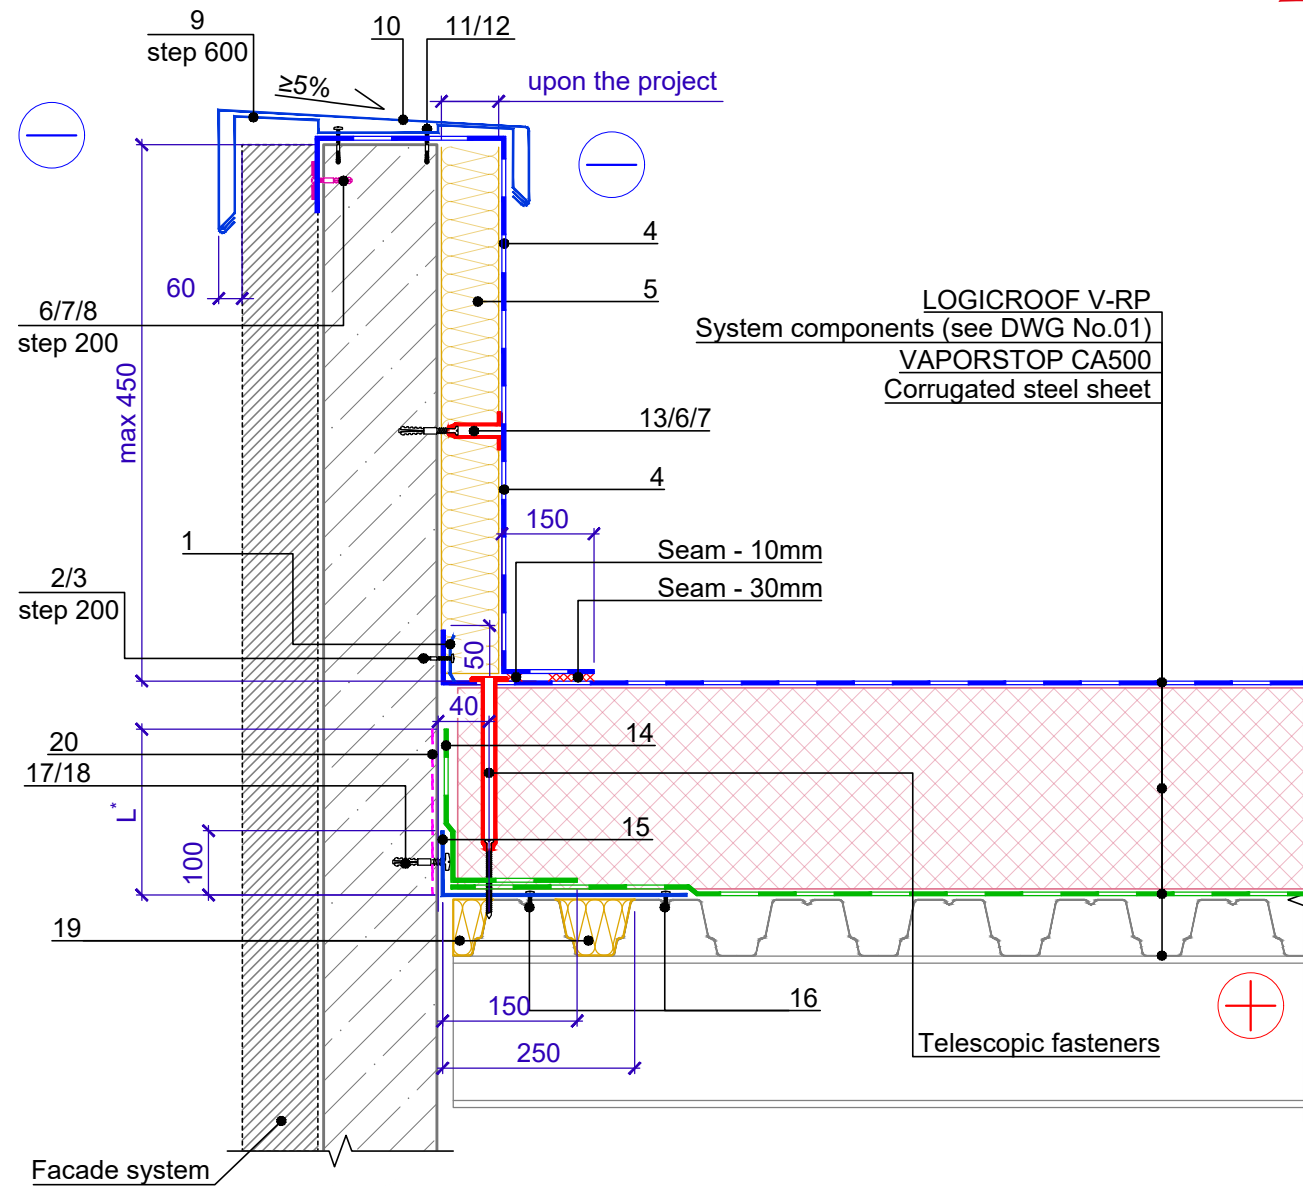 9
step 600
10
11/12
≥5%
upon the project
4
5
60
6/7/8
step 200
max 450
LOGICROOF V-RP
System components (see DWG No.01)
VAPORSTOP CA500
Corrugated steel sheet
13/6/7
4
150
1
Seam - 10mm
2/3
Seam - 30mm
step 200
50
40
14
20
17/18
L*
15
100
19
16
150
250
Telescopic fasteners
Facade system